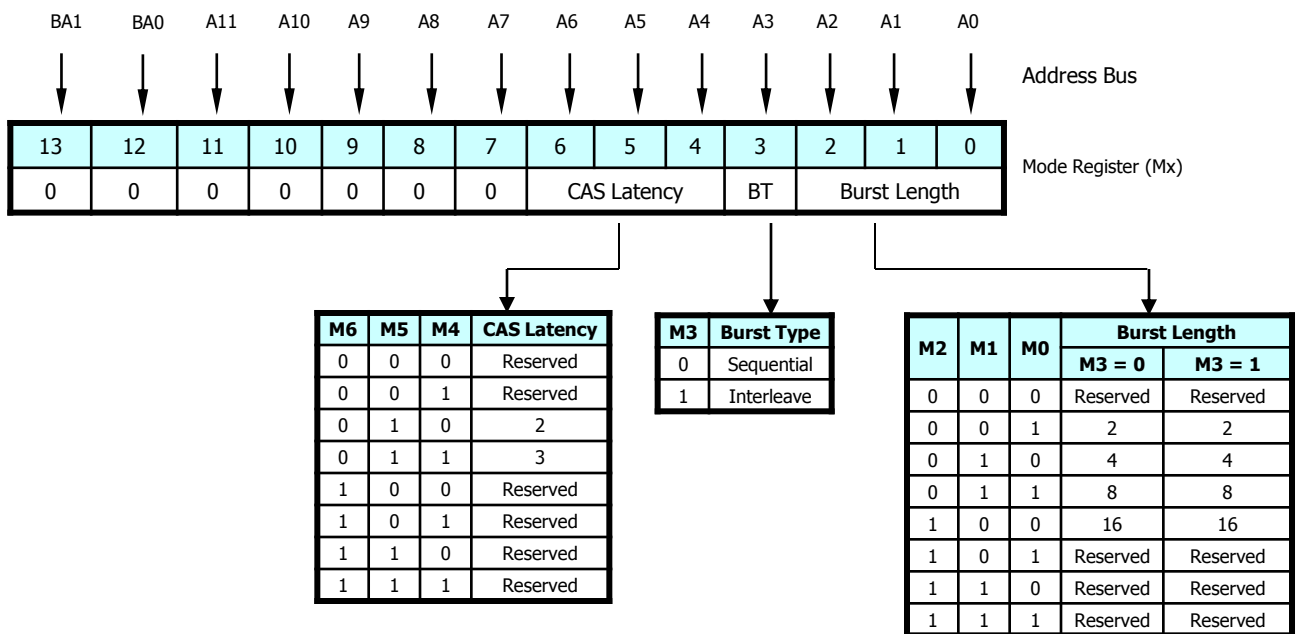 BA1 BA0 A11 A10 A9 A8 A7 A6 A5 A4 A3 A2 A1 A0
Address Bus
13 12 11 10 9 8 7 6 5 4 3 2 1 0
Mode Register (Mx)
0 0 0 0 0 0 0 CAS Latency BT Burst Length
M6 M5 M4 CAS Latency
0 0 0 Reserved
0 0 1 Reserved
0 1 0 2
0 1 1 3
1 0 0 Reserved
1 0 1 Reserved
1 1 0 Reserved
1 1 1 Reserved
M3 Burst Type
0 Sequential
1 Interleave
M2 M1 M0 Burst Length
M3 = 0 M3 = 1
0 0 0 Reserved Reserved
0 0 1 2 2
0 1 0 4 4
0 1 1 8 8
1 0 0 16 16
1 0 1 Reserved Reserved
1 1 0 Reserved Reserved
1 1 1 Reserved Reserved